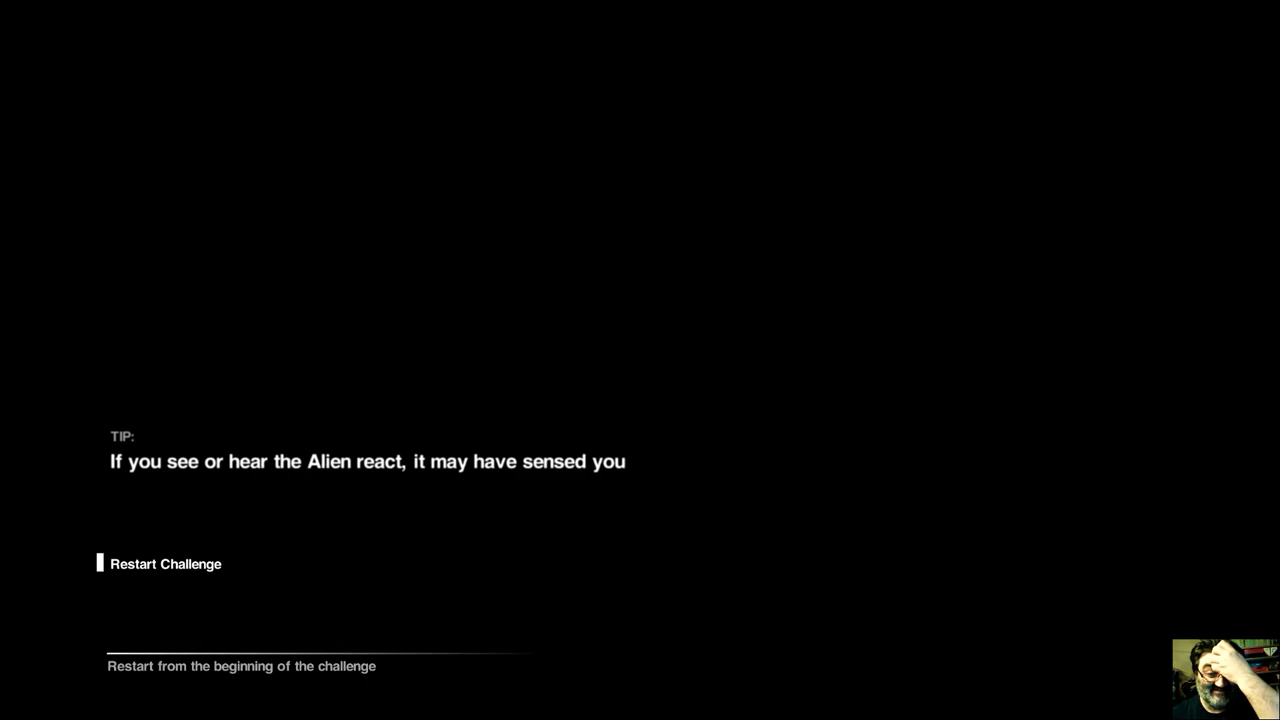 TIP:
If you see or hear the Alien react, it may have sensed you
Restart Challenge
Restart from the beginning of the challenge